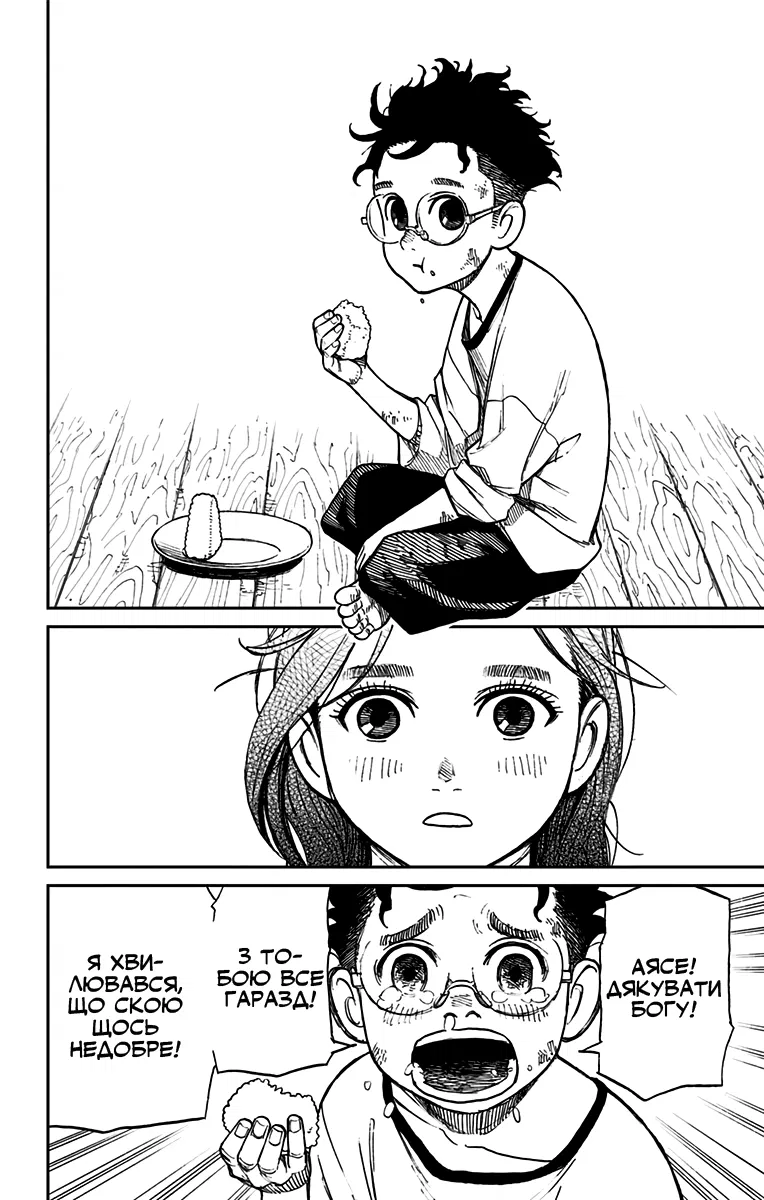 АЯСЕ!
ДЯКУВАТИ
БОГУ!
З ТО-
БОЮ ВСЕ
ГАРАЗД!
Я ХВИ-
ЛЮВАВСЯ,
ЩО СКОЮ
ЩОСЬ
НЕДОБРЕ!